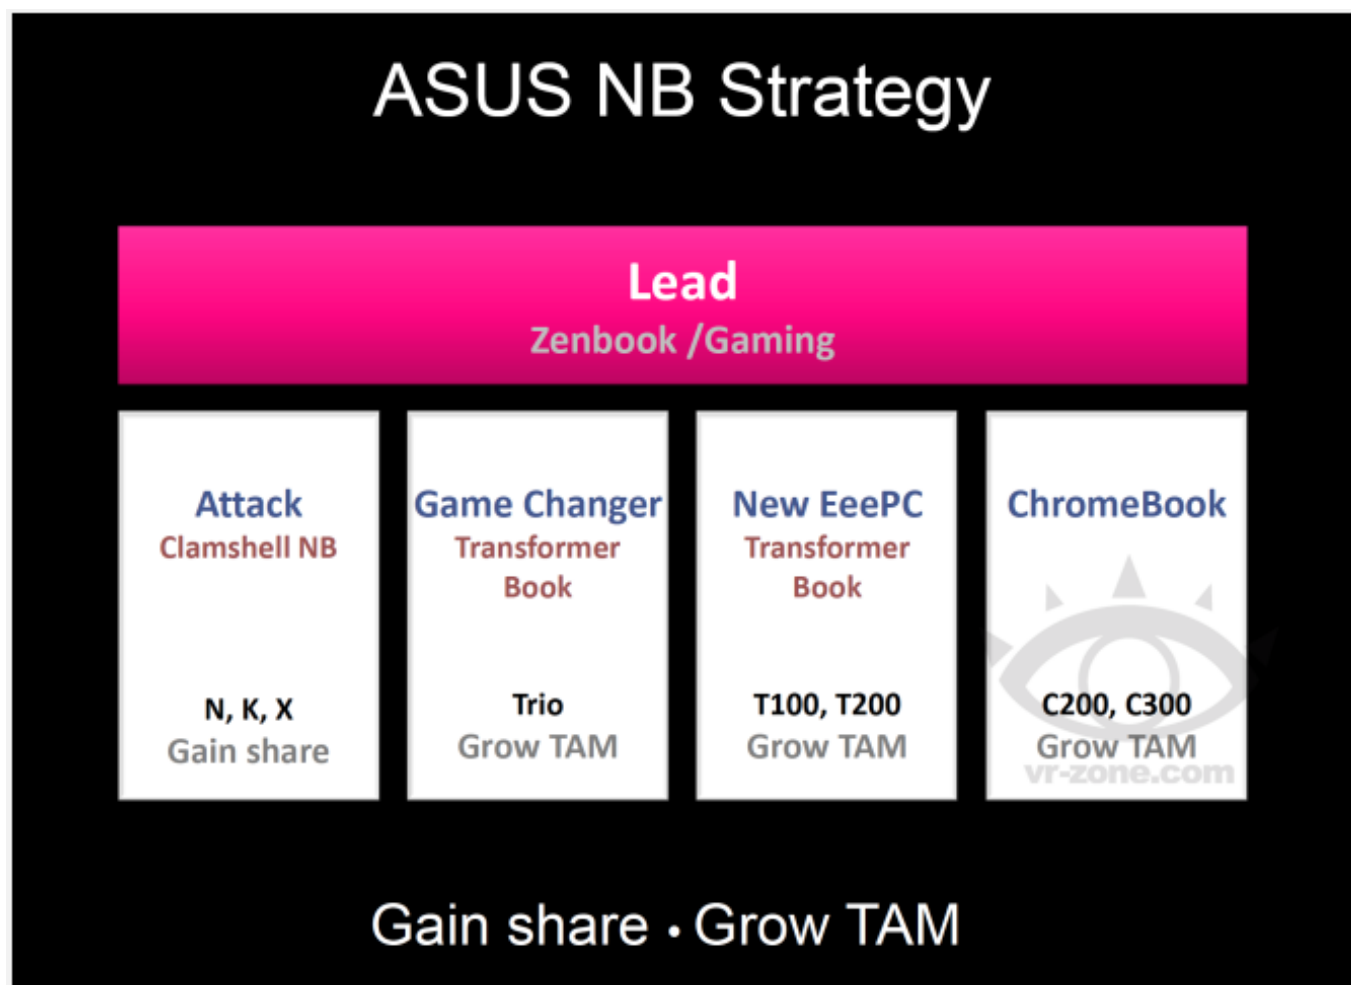 ASUS NB Strategy
Lead
Zenbook /Gaming
Attack
Clamshell NB
N, K, X
Gain share
Game Changer
Transformer
Book
Trio
Grow TAM
New EeePC
Transformer
Book
T100, T200
Grow TAM
ChromeBook
C200, C300
Grow TAM
vr-zone.com
Gain share • Grow TAM